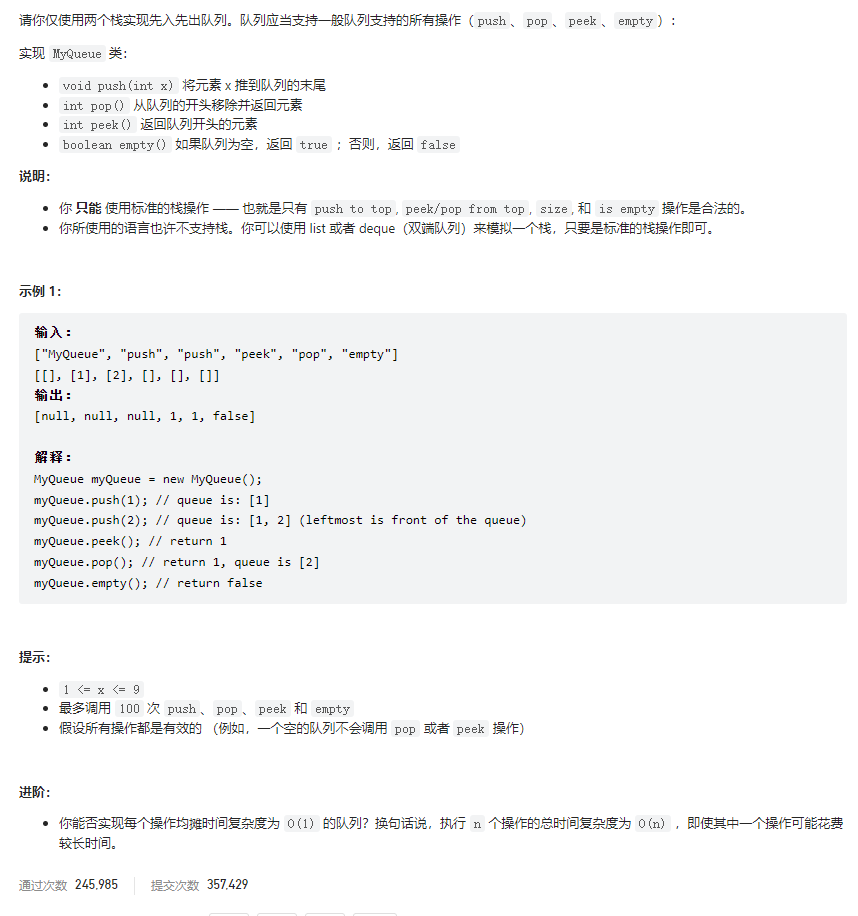 请你仅使用两个栈实现先入先出队列。队列应当支持一般队列支持的所有操作（push、pop、peek、empty）：
实现 MyQueue 类：
void push(int x) 将元素 x 推到队列的末尾
int pop() 从队列的开头移除并返回元素
int peek() 返回队列开头的元素
boolean empty() 如果队列为空，返回 true ；否则，返回 false
说明：
你 只能 使用标准的栈操作 —— 也就是只有 push to top, peek/pop from top, size, 和 is empty 操作是合法的。
你所使用的语言也许不支持栈。你可以使用 list 或者 deque（双端队列）来模拟一个栈，只要是标准的栈操作即可。
示例 1：
输入：
["MyQueue", "push", "push", "peek", "pop", "empty"]
[[], [1], [2], [], [], []]
输出：
[null, null, null, 1, 1, false]
解释：
MyQueue myQueue = new MyQueue();
myQueue.push(1); // queue is: [1]
myQueue.push(2); // queue is: [1, 2] (leftmost is front of the queue)
myQueue.peek(); // return 1
myQueue.pop(); // return 1, queue is [2]
myQueue.empty(); // return false
提示：
1 <= x <= 9
最多调用 100 次 push、pop、peek 和 empty
假设所有操作都是有效的 （例如，一个空的队列不会调用 pop 或者 peek 操作）
进阶：
你能否实现每个操作均摊时间复杂度为 O(1) 的队列？换句话说，执行 n 个操作的总时间复杂度为 O(n) ，即使其中一个操作可能花费
较长时间。
通过次数 245,985 提交次数 357,429